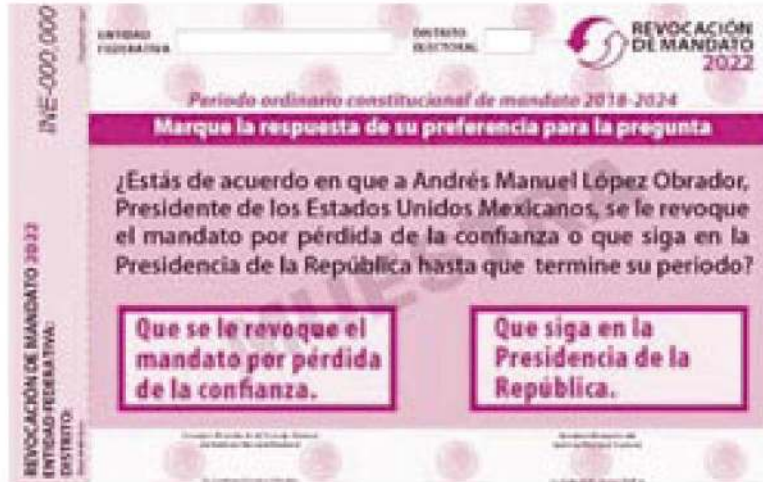 ENTIDAD
FEDERATIVA
DISTRITO
ELECTORAL
REVOCACIÓN
DE MANDATO
2022
INE-000,000
Periodo ordinario constitucional de mandato 2018-2024
Marque la respuesta de su preferencia para la pregunta
¿Estás de acuerdo en que a Andrés Manuel López Obrador,
Presidente de los Estados Unidos Mexicanos, se le revoque
el mandato por pérdida de la confianza o que siga en la
Presidencia de la República hasta que termine su periodo?
MUESTRA
Que se le revoque el
mandato por pérdida
de la confianza.
Que siga en la
Presidencia de la
República.
REVOCACIÓN DE MANDATO 2022
ENTIDAD FEDERATIVA:
DISTRITO: